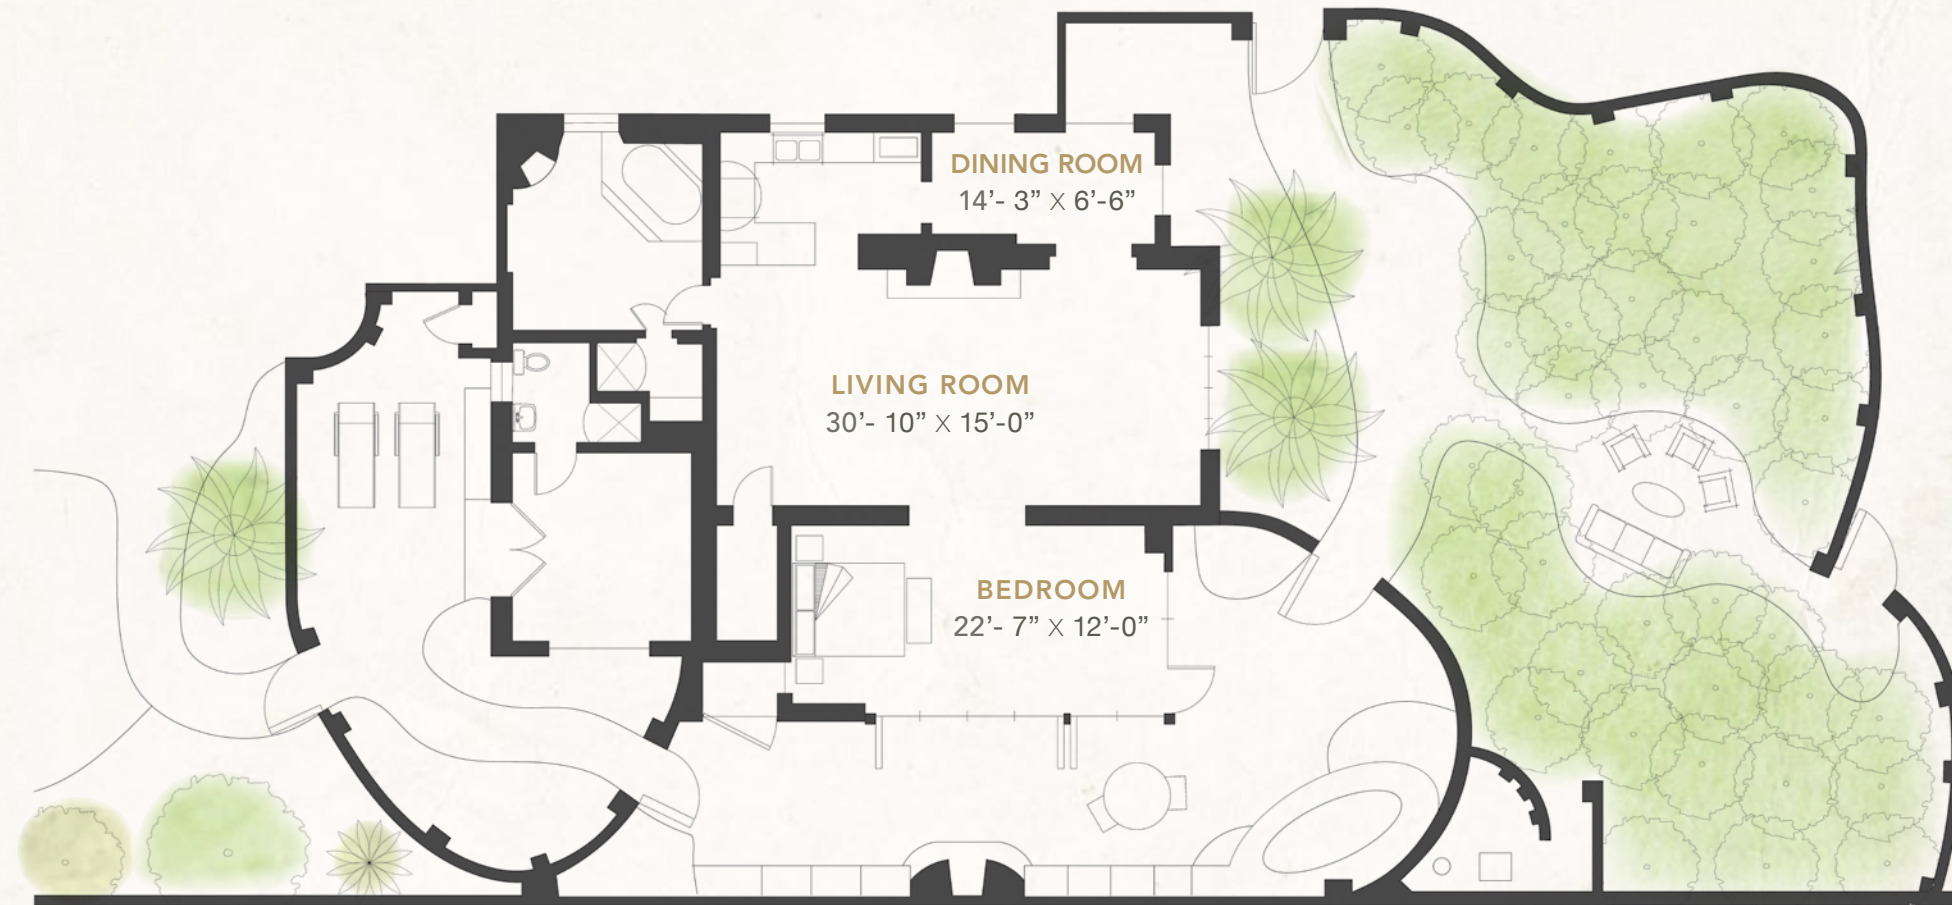 DINING ROOM
14’- 3” X 6’-6”
LIVING ROOM
30’- 10” X 15’-0”
BEDROOM
22’- 7” X 12’-0”